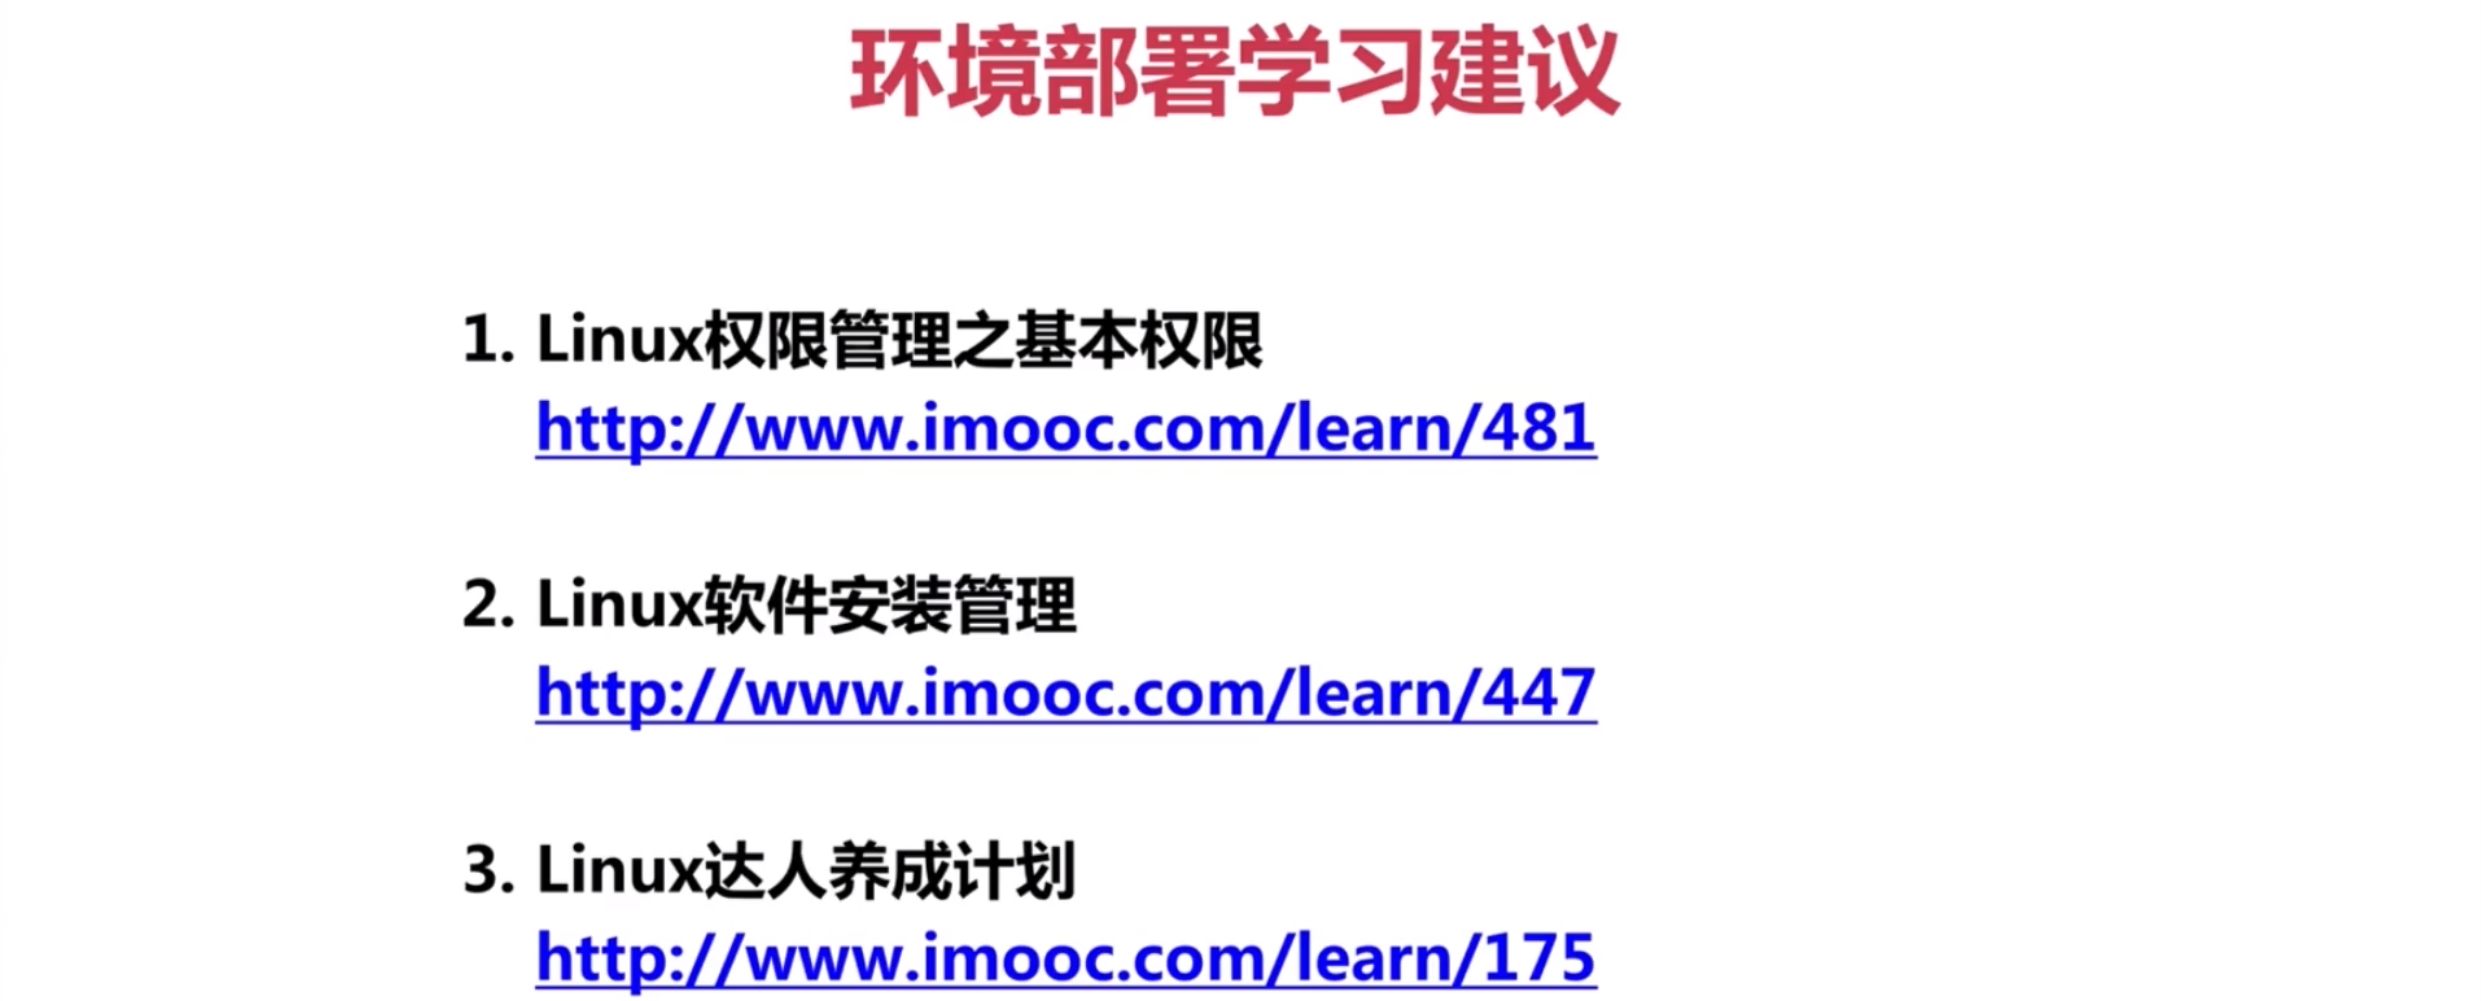 环境部署学习建议
1. Linux权限管理之基本权限
http://www.imooc.com/learn/481
2. Linux软件安装管理
http://www.imooc.com/learn/447
3. Linux达人养成计划
http://www.imooc.com/learn/175